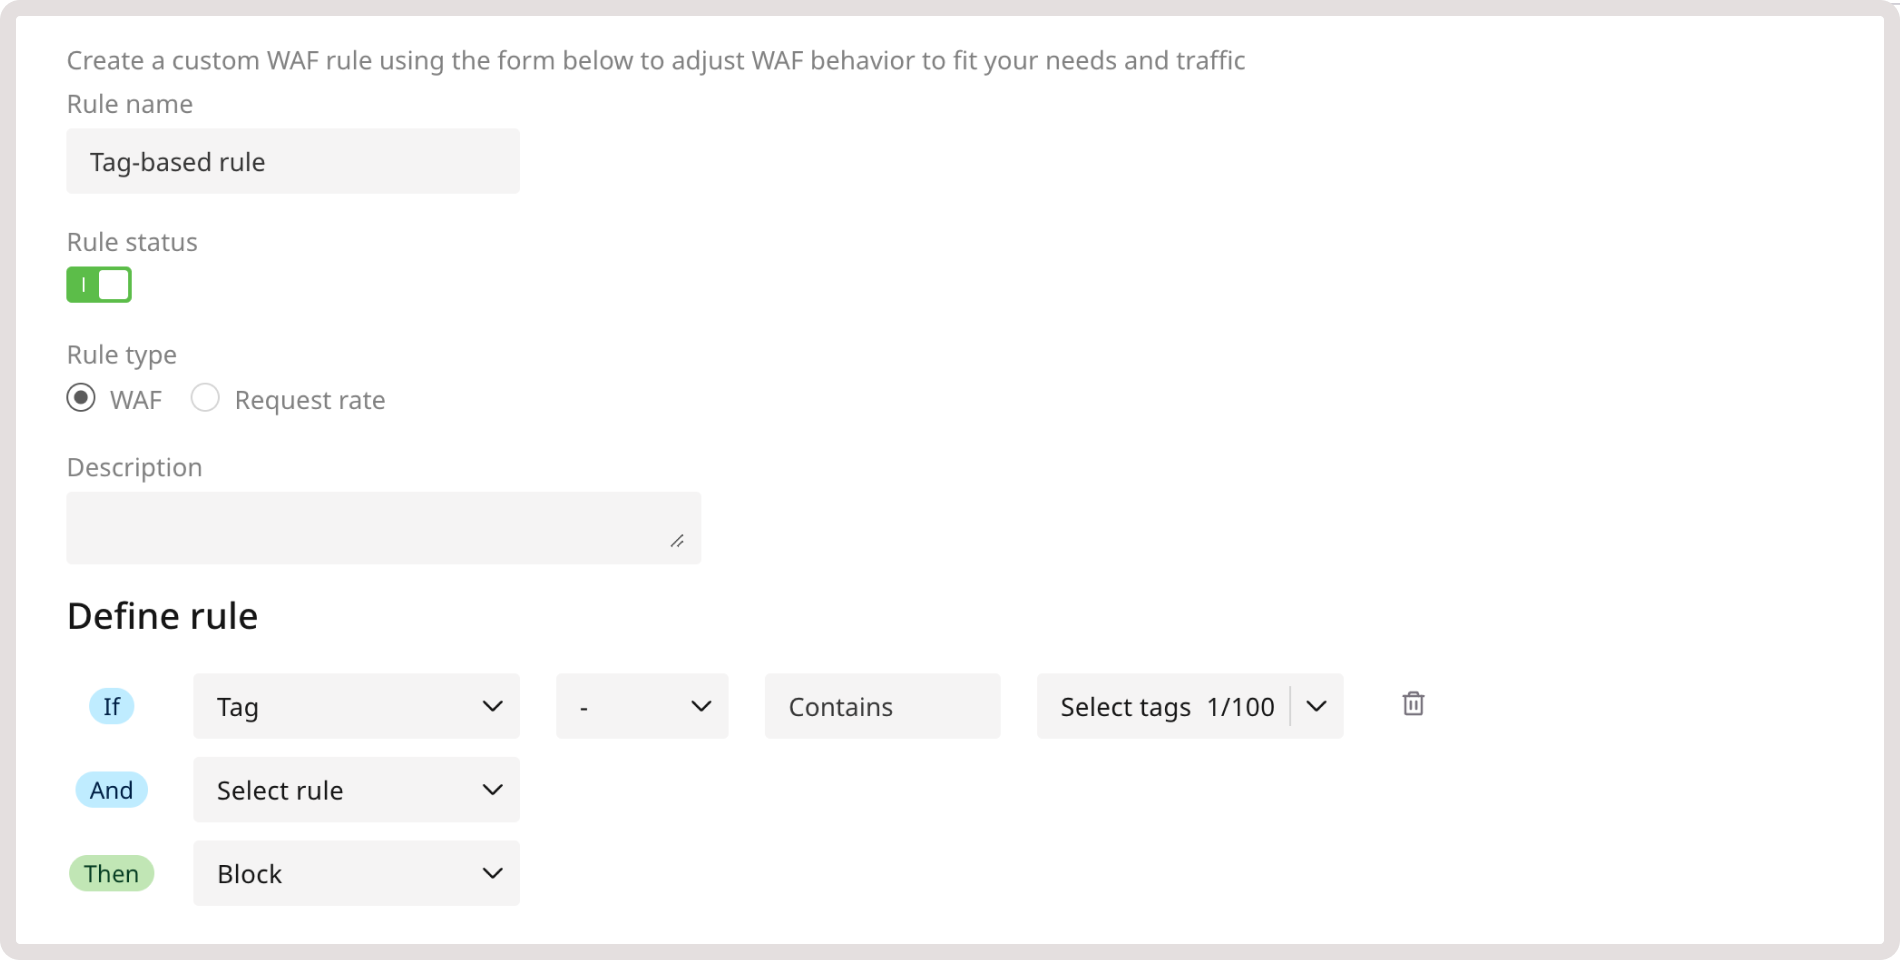 Create a custom WAF rule using the form below to adjust WAF behavior to fit your needs and traffic
Rule name
Tag-based rule
Rule status
Rule type
WAF Request rate
Description
Define rule
If Tag - Contains Select tags 1/100
And Select rule
Then Block